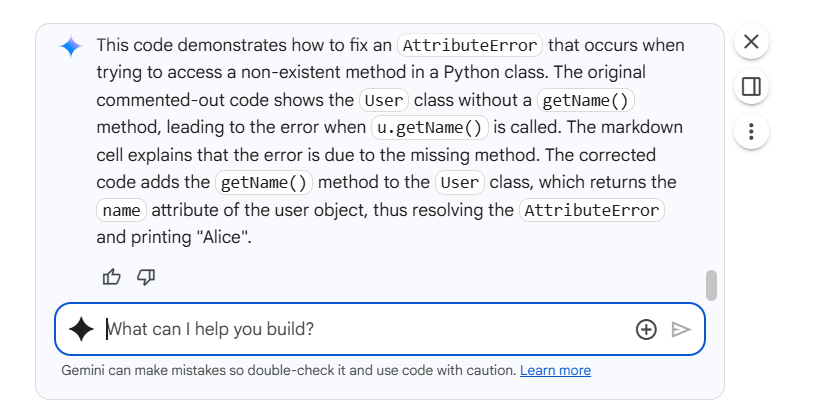 This code demonstrates how to fix an AttributeError that occurs when
trying to access a non-existent method in a Python class. The original
commented-out code shows the User class without a getName()
method, leading to the error when u.getName() is called. The markdown
cell explains that the error is due to the missing method. The corrected
code adds the getName() method to the User class, which returns the
name attribute of the user object, thus resolving the AttributeError
and printing "Alice".
What can I help you build?
Gemini can make mistakes so double-check it and use code with caution. Learn more